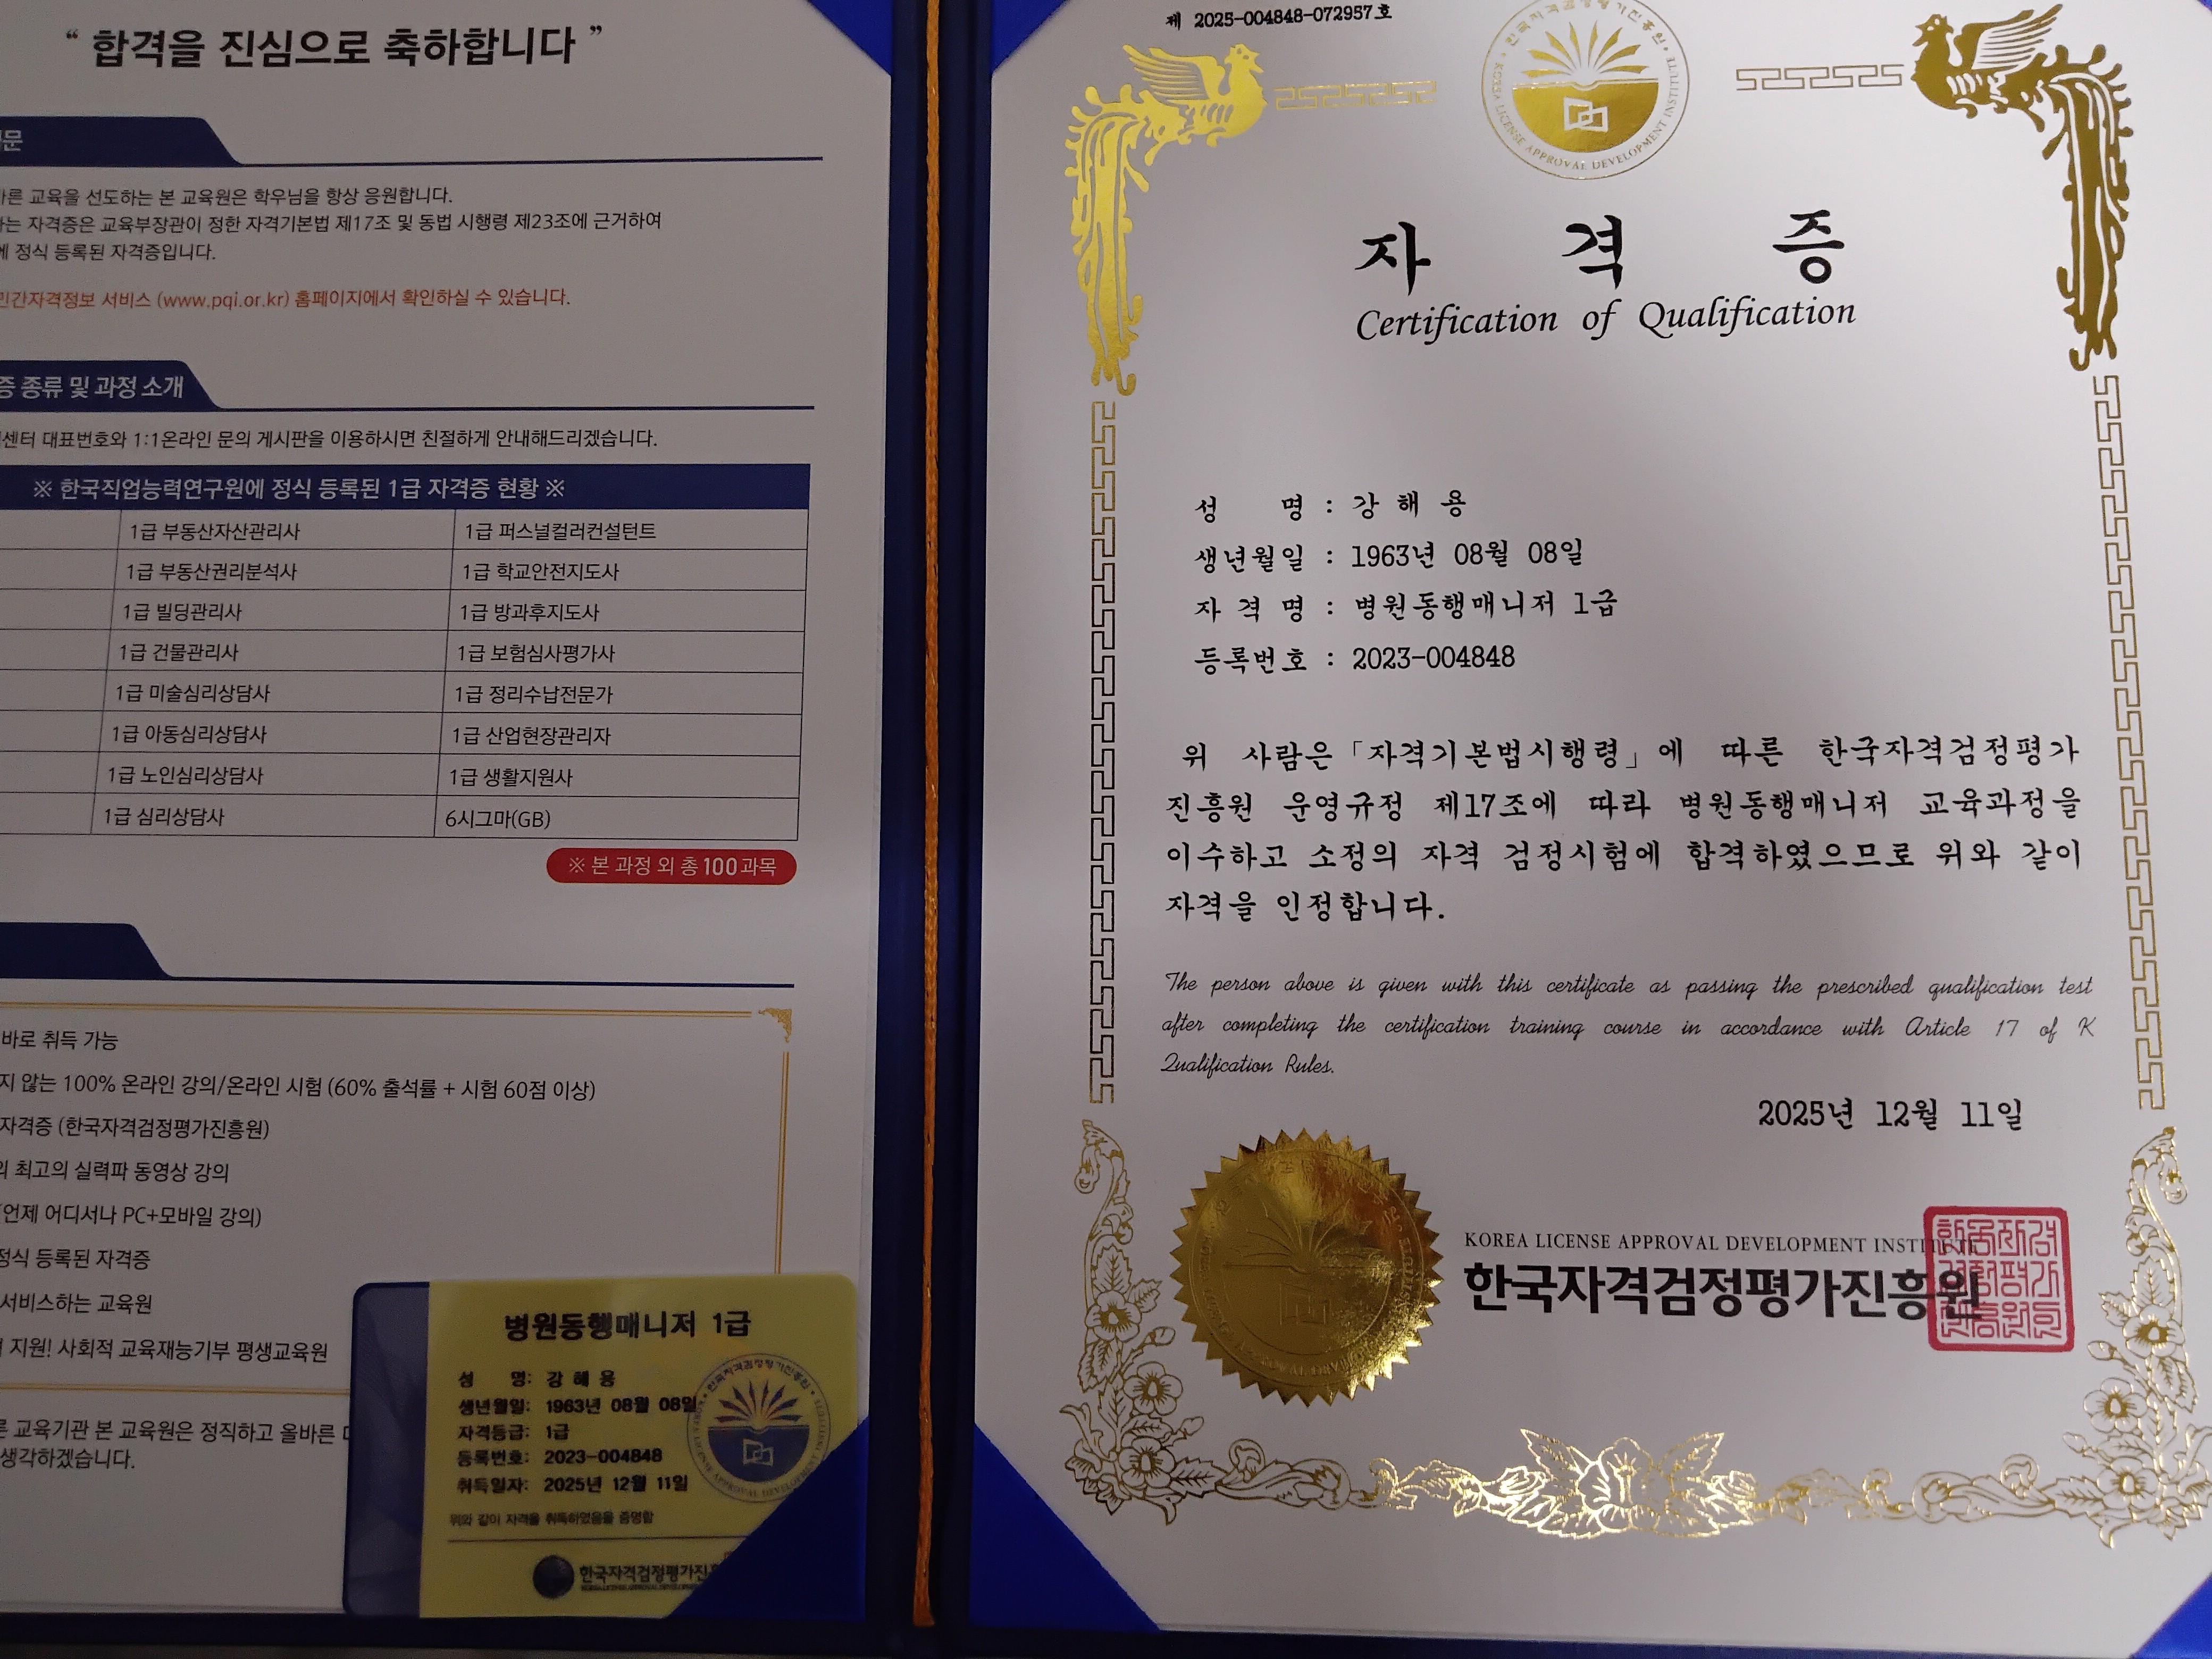 “ 합격을 진심으로 축하합니다 ”
교육을 선도하는 본 교육원은 학우님을 항상 응원합니다.
자격증은 교육부장관이 정한 자격기본법 제17조 및 동법 시행령 제23조에 근거하여
정식 등록된 자격증입니다.
민간자격정보 서비스 (www.pqi.or.kr) 홈페이지에서 확인하실 수 있습니다.
증 종류 및 과정 소개
센터 대표번호와 1:1온라인 문의 게시판을 이용하시면 친절하게 안내해드리겠습니다.
※ 한국직업능력연구원에 정식 등록된 1급 자격증 현황 ※
1급 부동산자산관리사 1급 퍼스널컬러컨설턴트
1급 부동산권리분석사 1급 학교안전지도사
1급 빌딩관리사 1급 방과후지도사
1급 건물관리사 1급 보험심사평가사
1급 미술심리상담사 1급 정리수납전문가
1급 아동심리상담사 1급 산업현장관리자
1급 노인심리상담사 1급 생활지원사
1급 심리상담사 6시그마(GB)
※ 본 과정 외 총 100과목
바로 취득 가능
않는 100% 온라인 강의/온라인 시험 (60% 출석률 + 시험 60점 이상)
자격증 (한국자격검정평가진흥원)
최고의 실력파 동영상 강의
언제 어디서나 PC+모바일 강의)
정식 등록된 자격증
서비스하는 교육원
지원! 사회적 교육재능기부 평생교육원
교육기관 본 교육원은 정직하고 올바른
생각하겠습니다.
병원동행매니저 1급
성 명: 강 해 용
생년월일: 1963년 08월 08일
자격등급: 1급
등록번호: 2023-004848
취득일자: 2025년 12월 11일
위와 같이 자격을 취득하였음을 증명함
한국자격검정평가진
제 2025-004848-072957호
KOREA LICENSE APPROVAL DEVELOPMENT INSTITUTE
자 격 증
Certification of Qualification
성 명 : 강 해 용
생년월일 : 1963년 08월 08일
자 격 명 : 병원동행매니저 1급
등록번호 : 2023-004848
위 사람은 「자격기본법시행령」에 따른 한국자격검정평가
진흥원 운영규정 제17조에 따라 병원동행매니저 교육과정을
이수하고 소정의 자격 검정시험에 합격하였으므로 위와 같이
자격을 인정합니다.
The person above is given with this certificate as passing the prescribed qualification test
after completing the certification training course in accordance with Article 17 of K
Qualification Rules.
2025년 12월 11일
KOREA LICENSE APPROVAL DEVELOPMENT INSTITUTE
한국자격검정평가진흥원